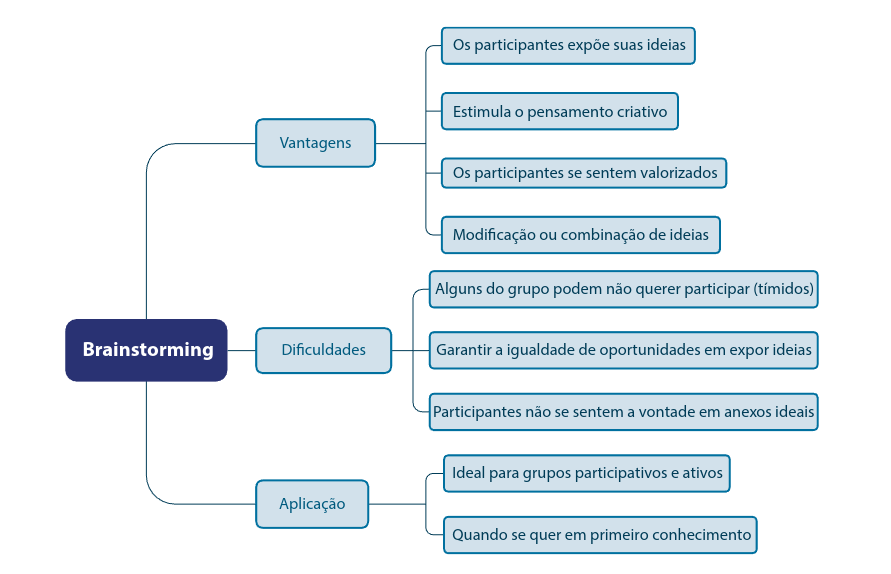 Brainstorming
Vantagens
Os participantes expõe suas ideias
Estimula o pensamento criativo
Os participantes se sentem valorizados
Modificação ou combinação de ideias
Dificuldades
Alguns do grupo podem não querer participar (tímidos)
Garantir a igualdade de oportunidades em expor ideias
Participantes não se sentem a vontade em anexos ideais
Aplicação
Ideal para grupos participativos e ativos
Quando se quer em primeiro conhecimento